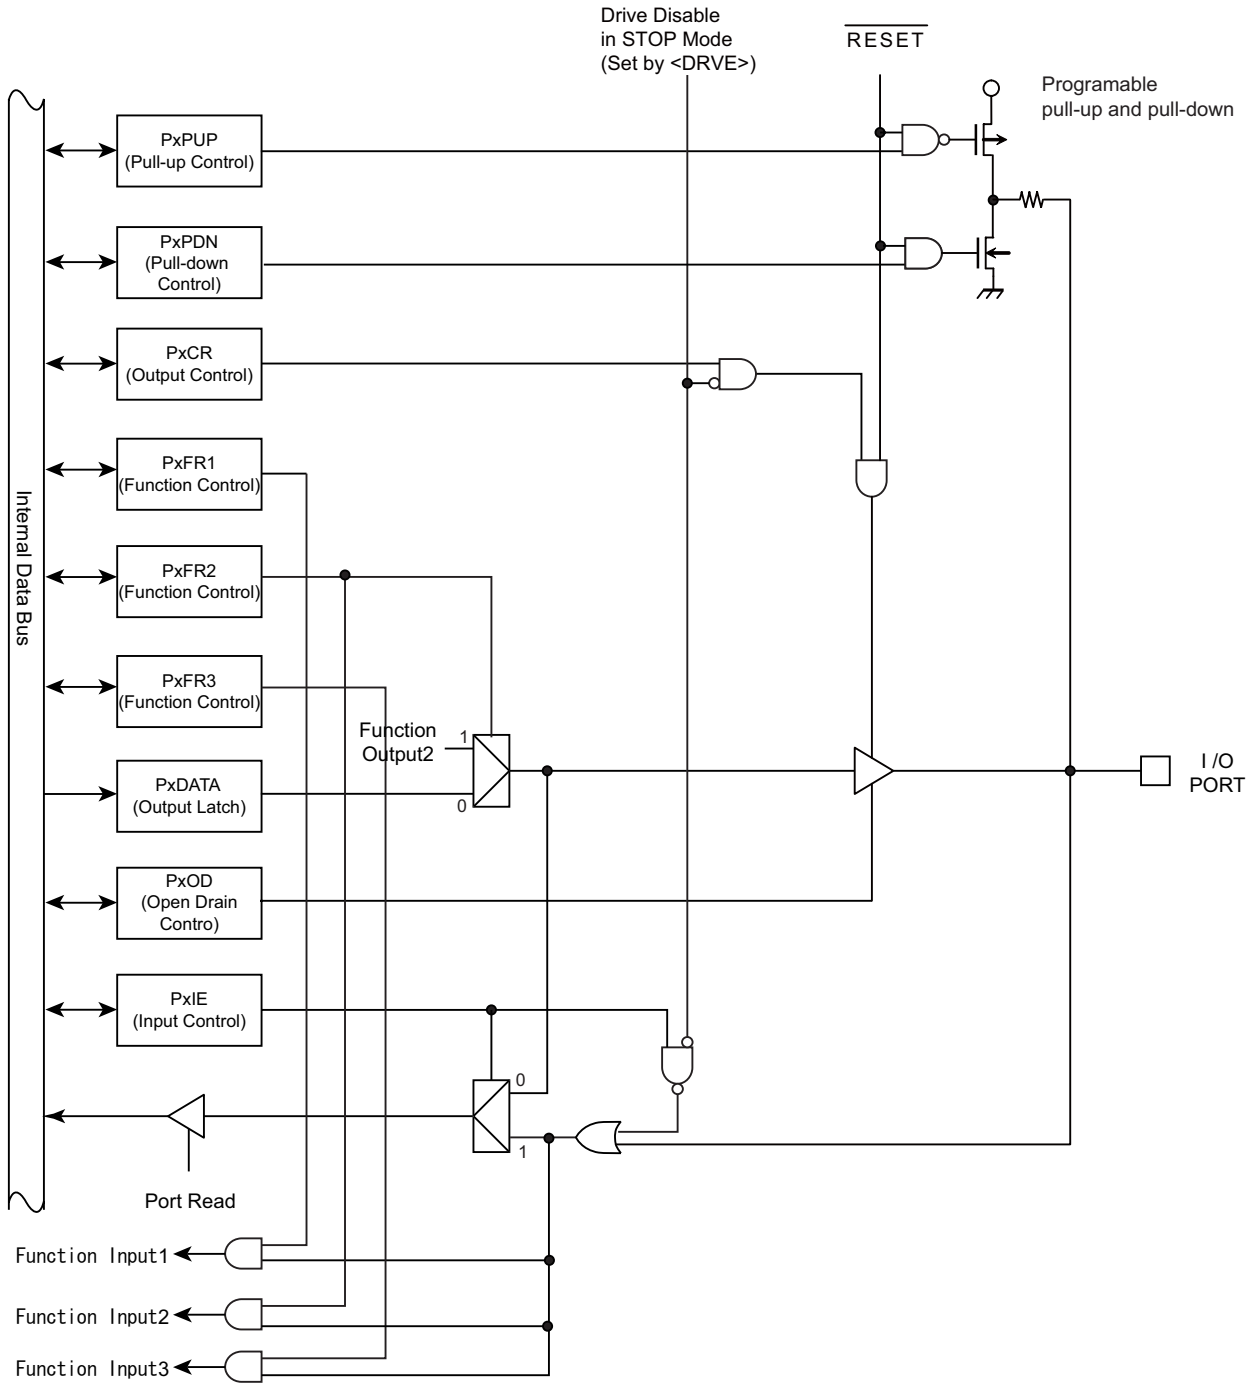 Drive Disable
in STOP Mode
(Set by <DRVE>)
RESET
Programable
pull-up and pull-down
PxPUP
(Pull-up Control)
PxPDN
(Pull-down
Control)
PxCR
(Output Control)
PxFR1
(Function Control)
Internal Data Bus
PxFR2
(Function Control)
PxFR3
(Function Control)
Function
Output2
1
0
PxDATA
(Output Latch)
I /O
PORT
PxOD
(Open Drain
Contro)
PxIE
(Input Control)
0
1
Port Read
Function Input1
Function Input2
Function Input3